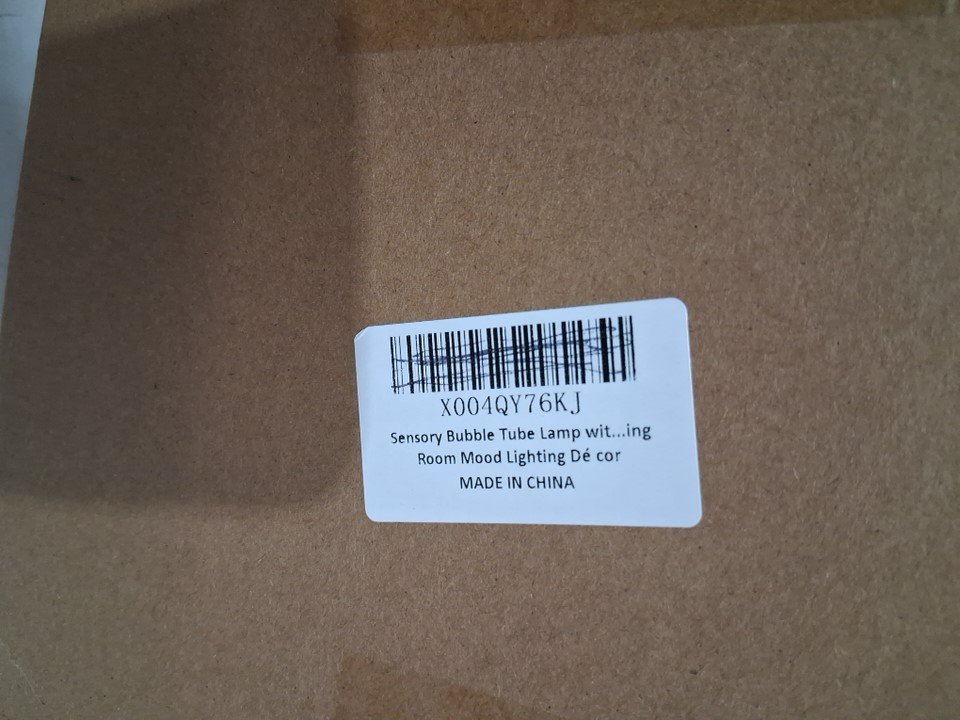 X004QY76KJ
Sensory Bubble Tube Lamp wit...ing
Room Mood Lighting Dé cor
MADE IN CHINA